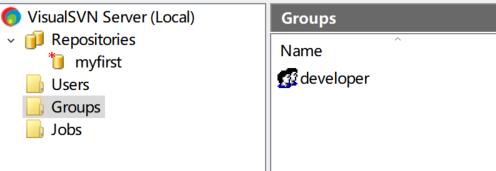 VisualSVN Server (Local)
Repositories
myfirst
Users
Groups
Jobs
Groups
Name
developer